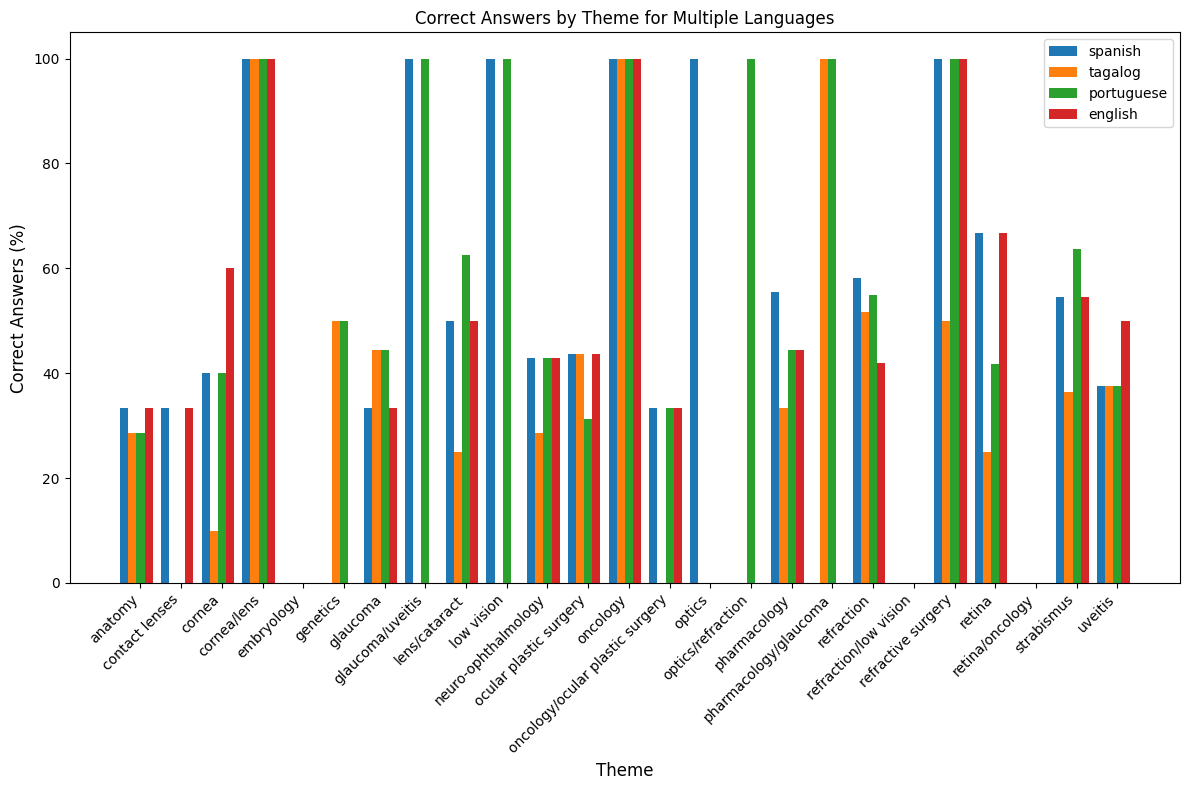 Correct Answers by Theme for Multiple Languages
spanish
tagalog
portuguese
english
Correct Answers (%)
100
80
60
40
20
0
anatomy
contact lenses
cornea
cornea/lens
embryology
genetics
glaucoma
glaucoma/uveitis
lens/cataract
low vision
neuro-ophthalmology
ocular plastic surgery
oncology
oncology/ocular plastic surgery
optics
optics/refraction
pharmacology
pharmacology/glaucoma
refraction
refraction/low vision
refractive surgery
retina
retina/oncology
strabismus
uveitis
Theme